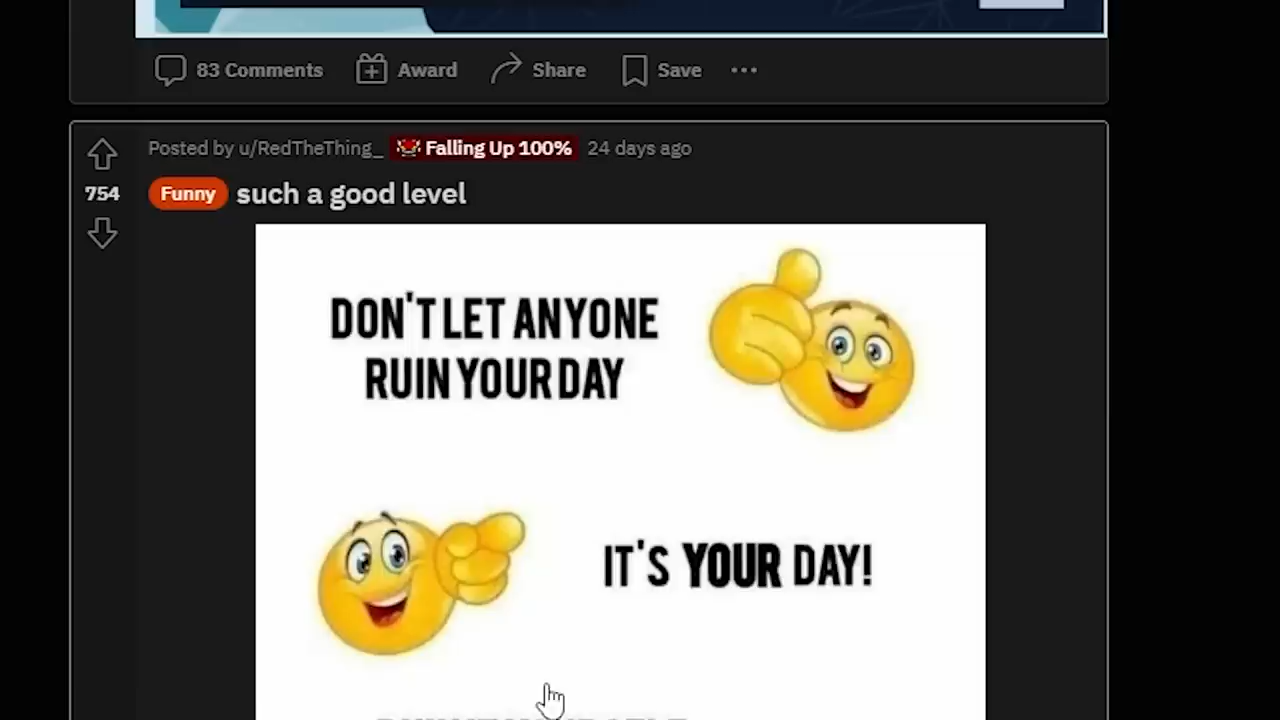 83 Comments Award Share Save
Posted by u/RedTheThing_ Falling Up 100% 24 days ago
754
Funny such a good level
DON'T LET ANYONE
RUIN YOUR DAY
IT'S YOUR DAY!